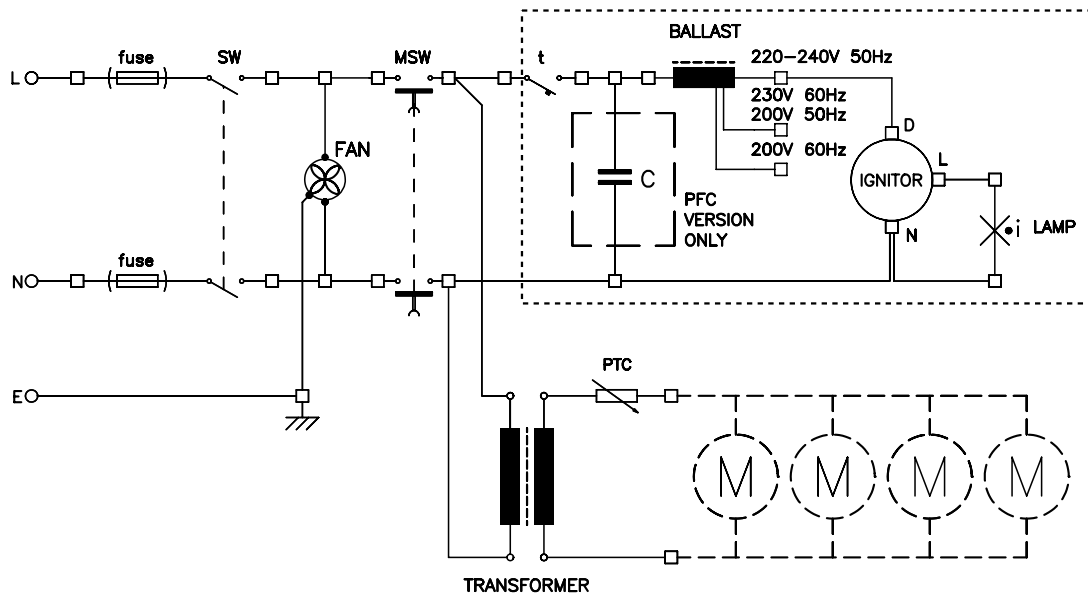 BALLAST
L
fuse
SW
MSW
t
220-240V 50Hz
230V 60Hz
200V 50Hz
200V 60Hz
D
FAN
C
IGNITOR
L
PFC
VERSION
ONLY
N
i
LAMP
N
fuse
E
PTC
M
M
M
M
TRANSFORMER